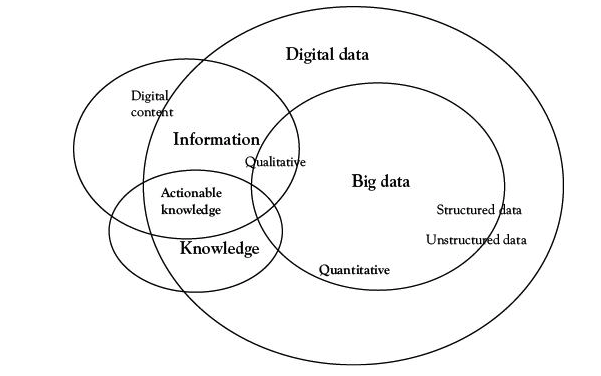 Digital data
Digital
content
Information
Qualitative
Big data
Actionable
knowledge
Structured data
Unstructured data
Knowledge
Quantitative